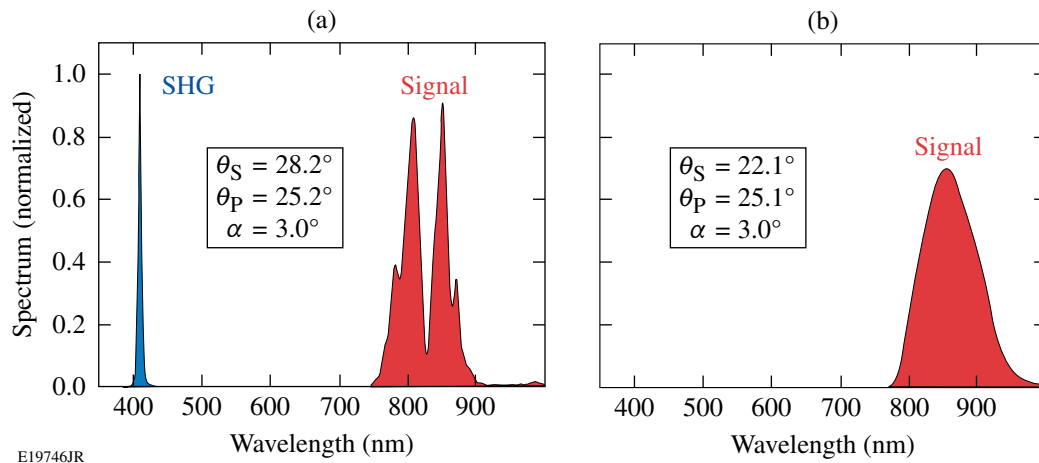 (a)
Spectrum (normalized)
1.0
0.8
0.6
0.4
0.2
0.0
SHG
Signal
θS = 28.2°
θP = 25.2°
α = 3.0°
400 500 600 700 800 900
Wavelength (nm)
(b)
Signal
θS = 22.1°
θP = 25.1°
α = 3.0°
400 500 600 700 800 900
Wavelength (nm)
E19746JR